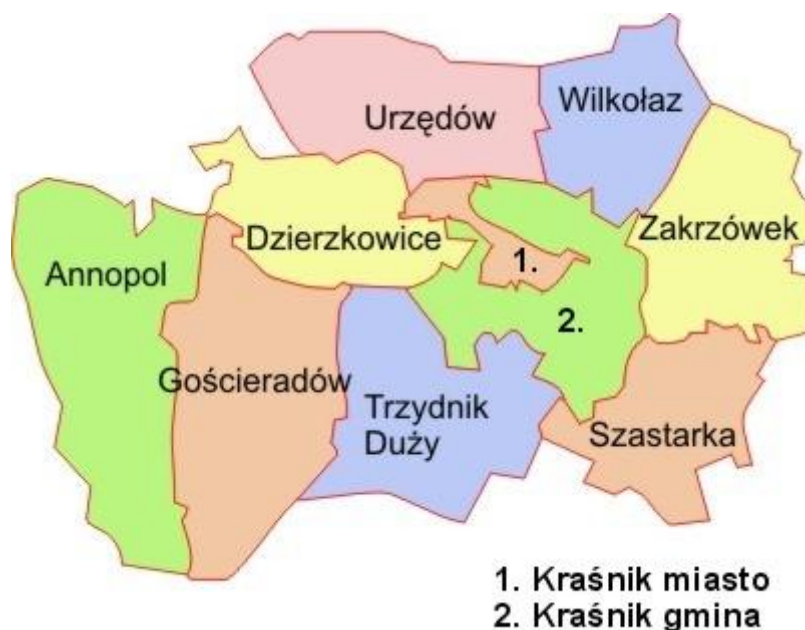 Urzędów
Wilkołaz
Dzierzkowice
Zakrzówek
Annopol
1.
2.
Gościeradów
Trzydnik
Duży
Szastarka
1. Kraśnik miasto
2. Kraśnik gmina